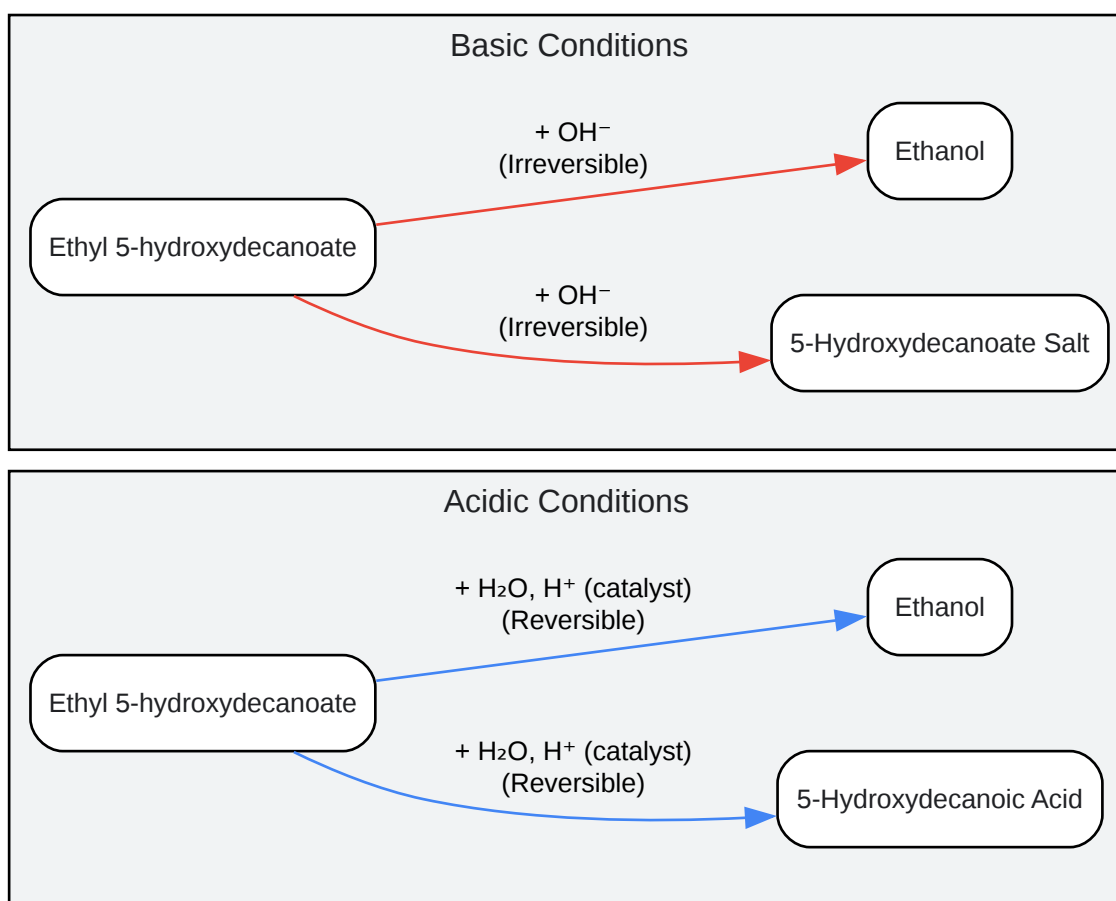 Basic Conditions
+ OH⁻
(Irreversible)
Ethanol
Ethyl 5-hydroxydecanoate
+ OH⁻
(Irreversible)
5-Hydroxydecanoate Salt
Acidic Conditions
+ H₂O, H⁺ (catalyst)
(Reversible)
Ethanol
Ethyl 5-hydroxydecanoate
+ H₂O, H⁺ (catalyst)
(Reversible)
5-Hydroxydecanoic Acid